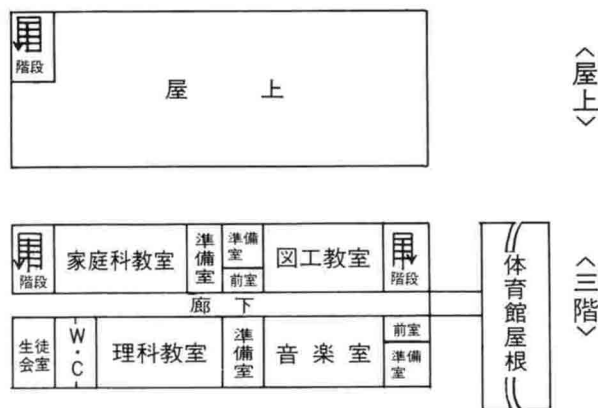 階段
屋上
〈屋上〉
階段
家庭科教室
準備室
準備室
前室
図工教室
階段
廊下
生徒会室
W・C
理科教室
準備室
音楽室
前室
準備室
体育館屋根
〈三階〉